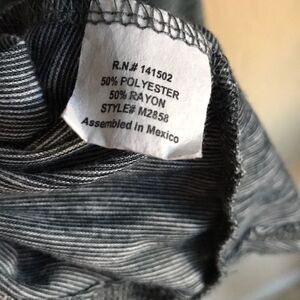 R.N.# 141502
50% POLYESTER
50% RAYON
STYLE# M2858
Assembled in Mexico